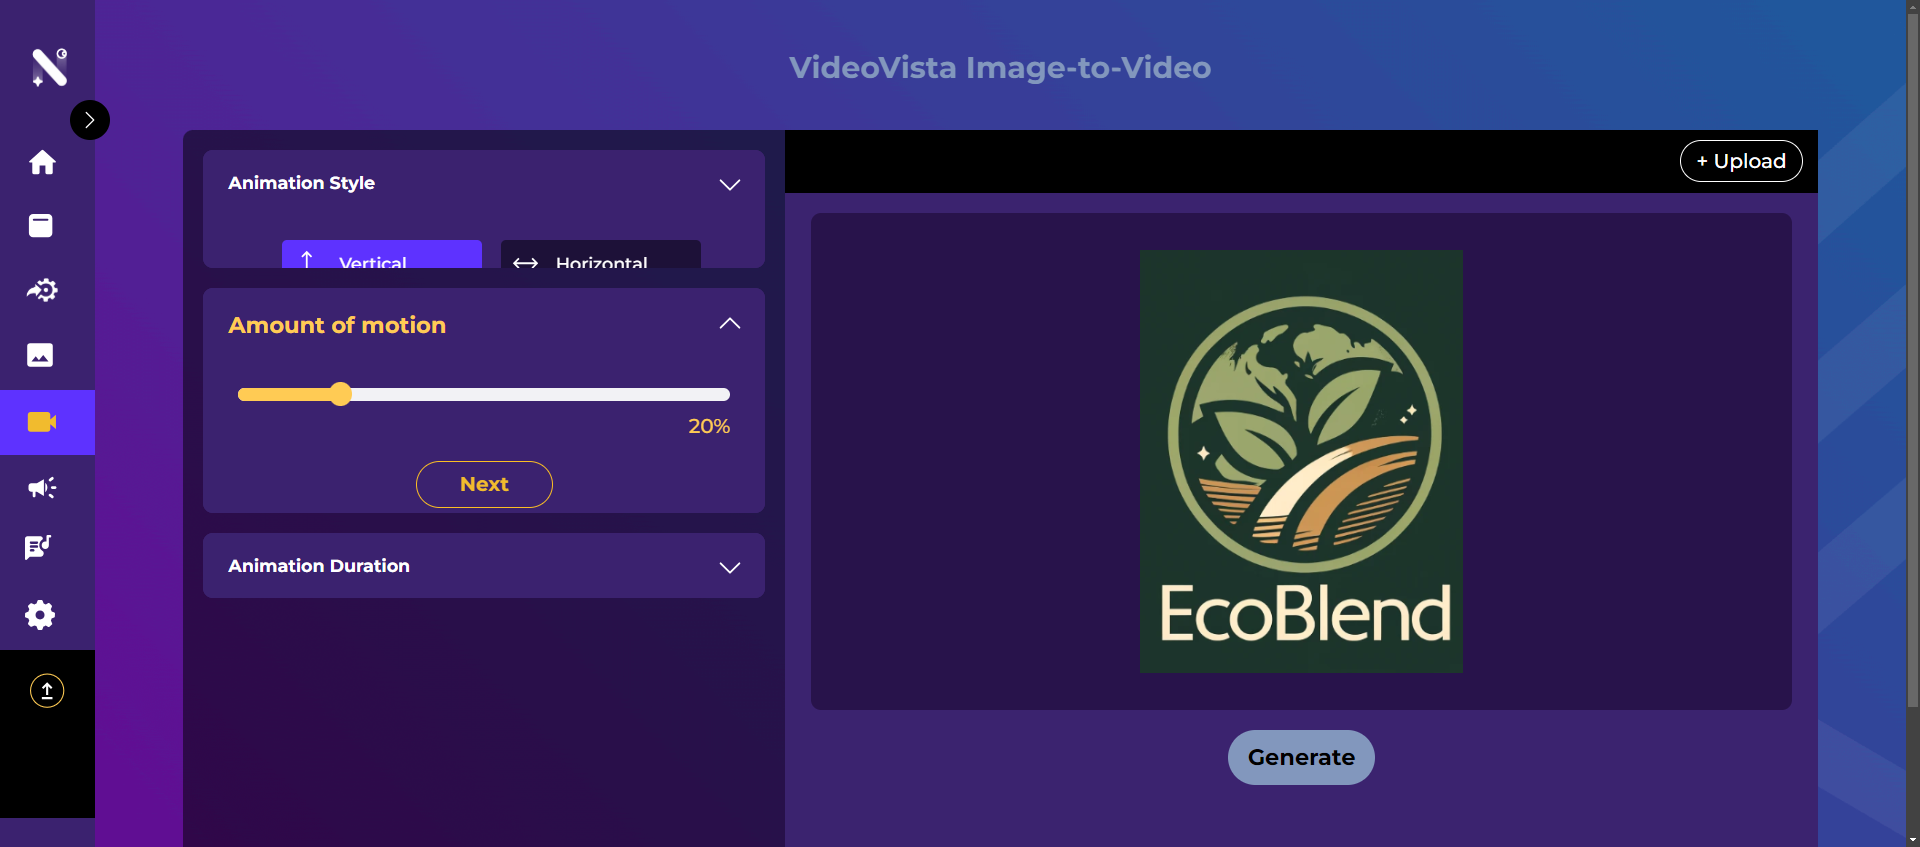 VideoVista Image-to-Video
Animation Style
Vertical
Horizontal
Amount of motion
20%
Next
Animation Duration
+ Upload
EcoBlend
Generate